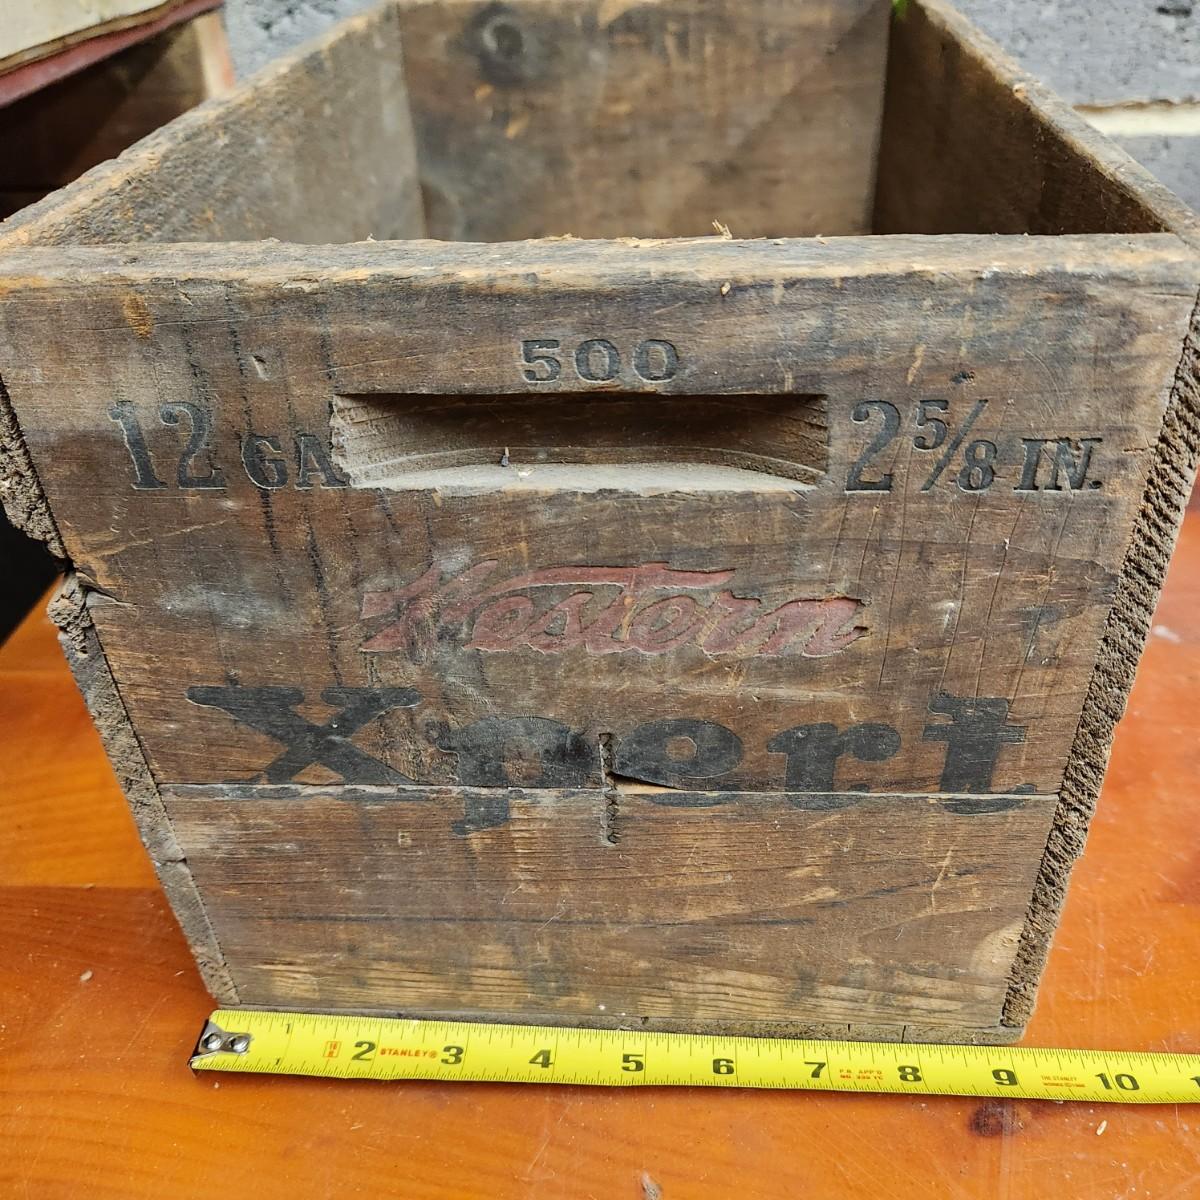 500
12 GA 2 5/8 IN.
Western
Xpert
1 2 STANLEY® 3 4 5 6 7 8 9 10